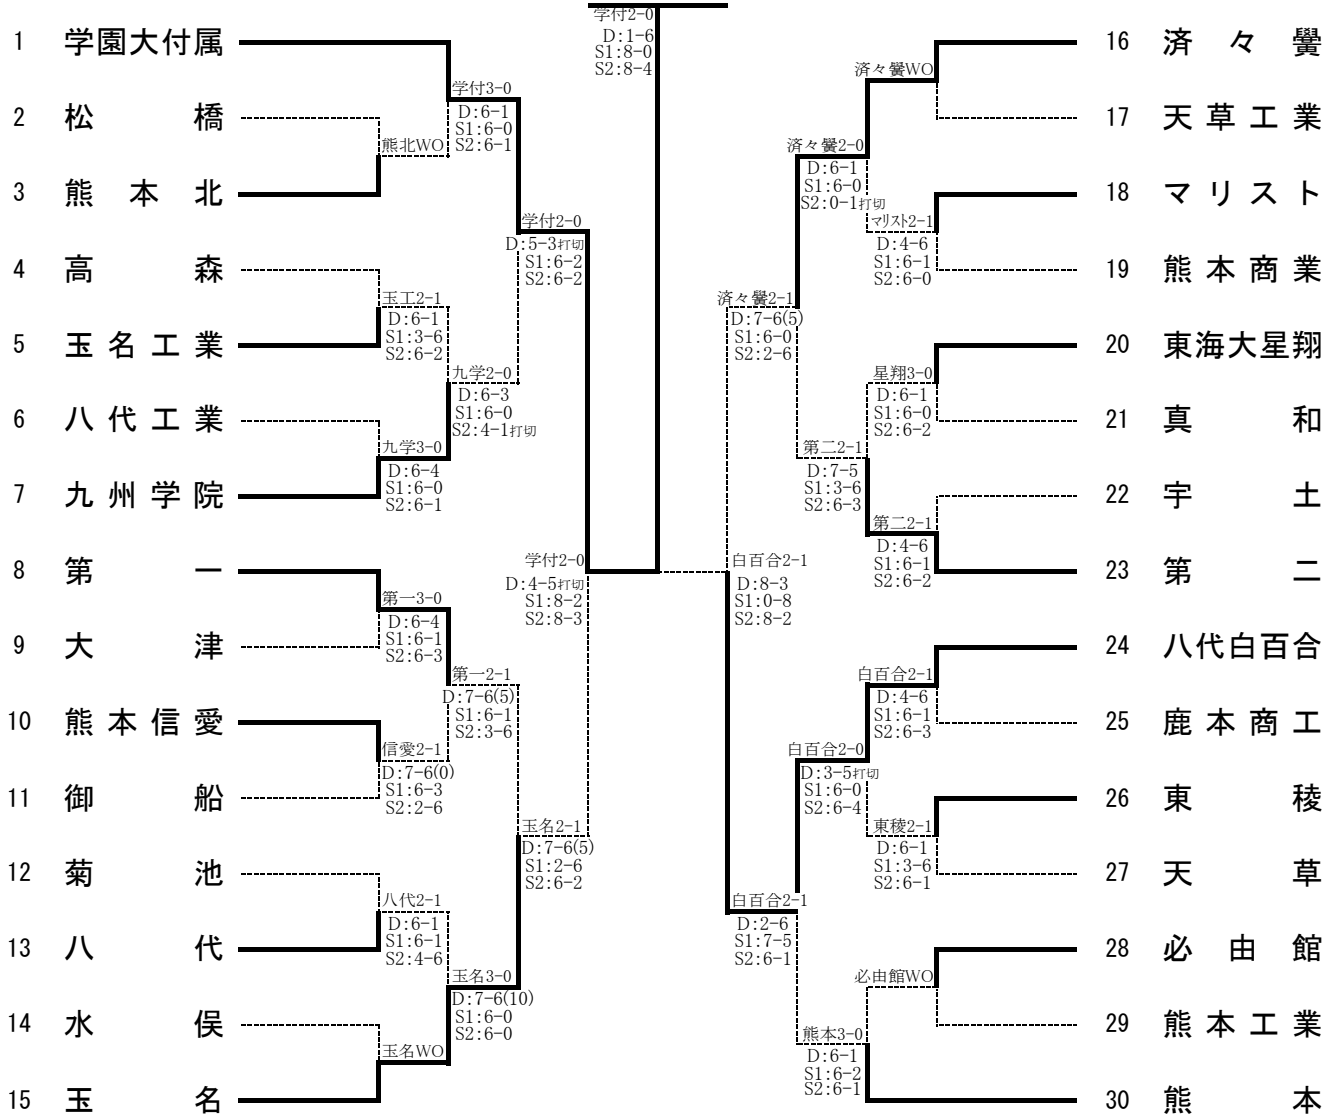 学付2-0
D:1-6
S1:8-0
S2:8-4
1 学園大付属
2 松橋
3 熊本北
4 高森
5 玉名工業
6 八代工業
7 九州学院
8 第一
9 大津
10 熊本信愛
11 御船
12 菊池
13 八代
14 水俣
15 玉名
熊北WO
玉工2-1
D:6-1
S1:3-6
S2:6-2
九学3-0
D:6-4
S1:6-0
S2:6-1
第一3-0
D:6-4
S1:6-1
S2:6-3
信愛2-1
D:7-6(0)
S1:6-3
S2:2-6
八代2-1
D:6-1
S1:6-1
S2:4-6
玉名WO
学付3-0
D:6-1
S1:6-0
S2:6-1
九学2-0
D:6-3
S1:6-0
S2:4-1打切
第一2-1
D:7-6(5)
S1:6-1
S2:3-6
玉名3-0
D:7-6(10)
S1:6-0
S2:6-0
学付2-0
D:5-3打切
S1:6-2
S2:6-2
玉名2-1
D:7-6(5)
S1:2-6
S2:6-2
学付2-0
D:4-5打切
S1:8-2
S2:8-3
白百合2-1
D:8-3
S1:0-8
S2:8-2
済々黌2-1
D:7-6(5)
S1:6-0
S2:2-6
白百合2-1
D:2-6
S1:7-5
S2:6-1
済々黌2-0
D:6-1
S1:6-0
S2:0-1打切
第二2-1
D:7-5
S1:3-6
S2:6-3
白百合2-0
D:3-5打切
S1:6-0
S2:6-4
熊本3-0
D:6-1
S1:6-2
S2:6-1
済々黌WO
マリスト2-1
D:4-6
S1:6-1
S2:6-0
星翔3-0
D:6-1
S1:6-0
S2:6-2
第二2-1
D:4-6
S1:6-1
S2:6-2
白百合2-1
D:4-6
S1:6-1
S2:6-3
東稜2-1
D:6-1
S1:3-6
S2:6-1
必由館WO
16 済々黌
17 天草工業
18 マリスト
19 熊本商業
20 東海大星翔
21 真和
22 宇土
23 第二
24 八代白百合
25 鹿本商工
26 東稜
27 天草
28 必由館
29 熊本工業
30 熊本